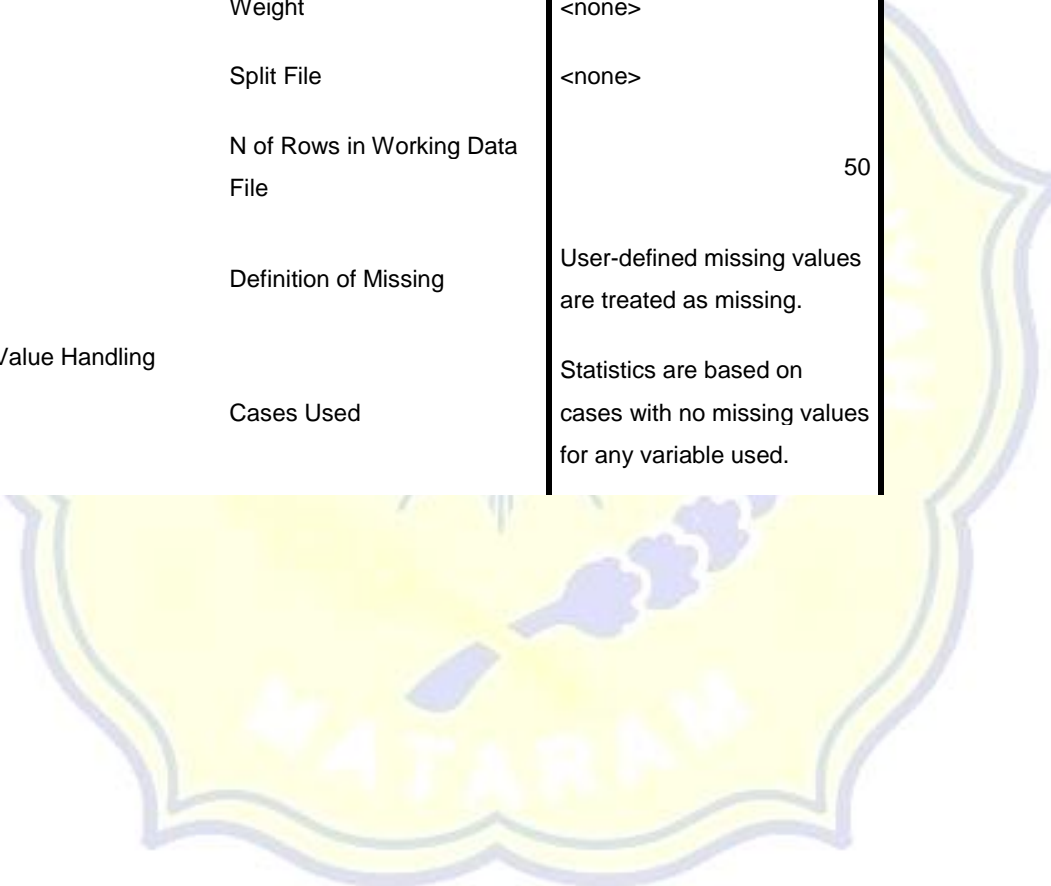 Weight <none>
Split File <none>
N of Rows in Working Data
File
50
Definition of Missing
User-defined missing values
are treated as missing.
Value Handling
Cases Used
Statistics are based on
cases with no missing values
for any variable used.
MATARAM